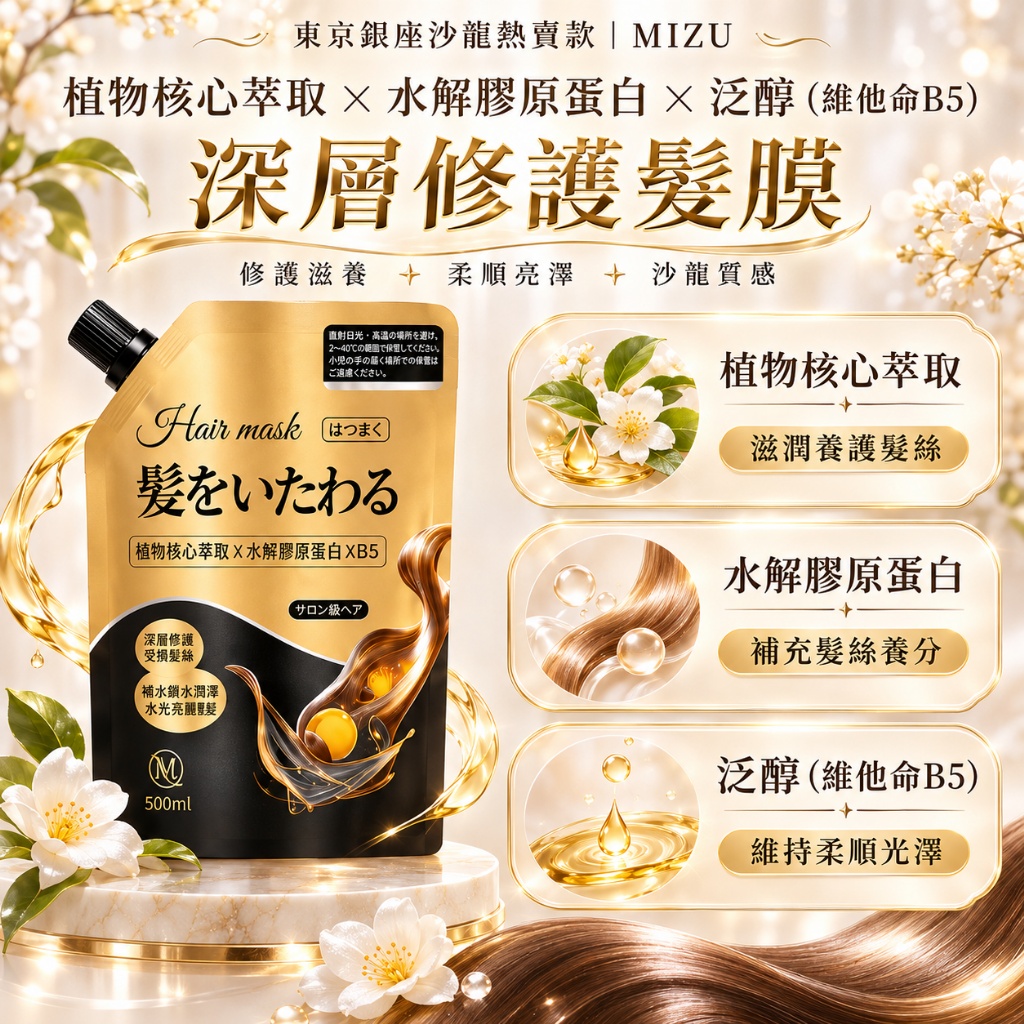 東京銀座沙龍熱賣款 | MIZU
植物核心萃取 × 水解膠原蛋白 × 泛醇 (維他命B5)
深層修護髮膜
修護滋養 柔順亮澤 沙龍質感
直射日光・高温の場所を避け、
2〜40℃の範囲で保管してください。
小児の手の届く場所での保管は
ご遠慮ください。
Hair mask はつまく
髪をいたわる
植物核心萃取 X 水解膠原蛋白 XB5
サロン級ヘア
深層修護
受損髮絲
補水鎖水潤澤
水光亮麗
M
500ml
植物核心萃取
滋潤養護髮絲
水解膠原蛋白
補充髮絲養分
泛醇 (維他命B5)
維持柔順光澤